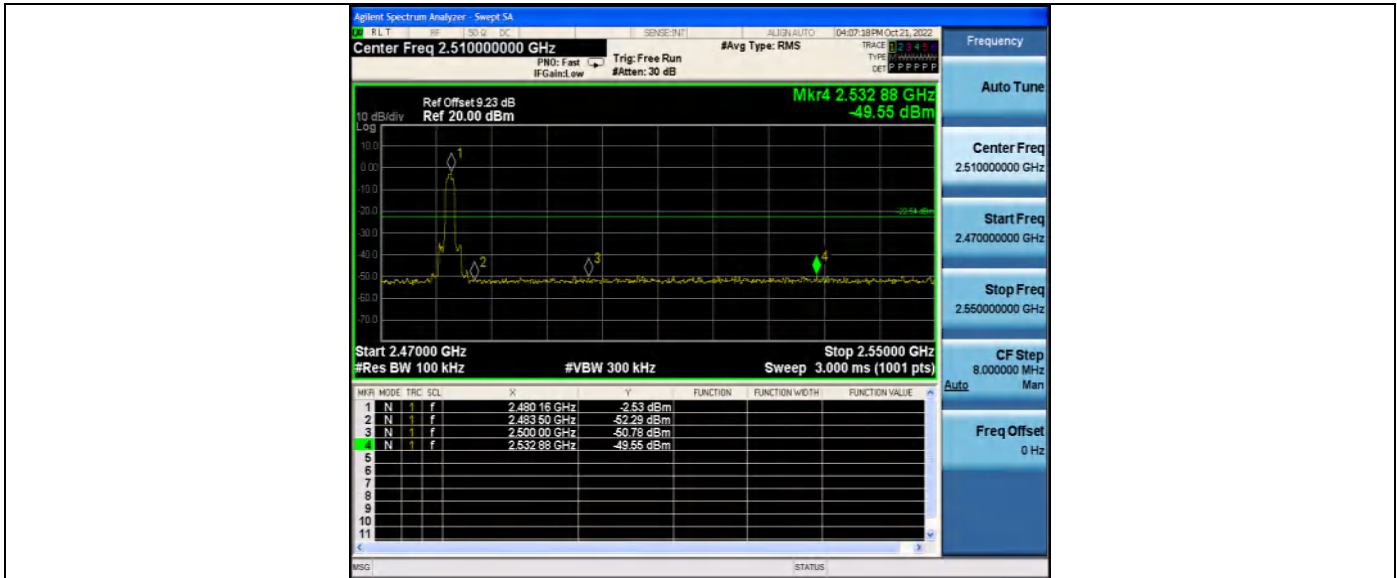 Agilent Spectrum Analyzer - Swept SA
RLT RF 50 Ω DC SENSE:INT ALIGN AUTO 04:07:18 PM Oct 21, 2022
Center Freq 2.510000000 GHz
#Avg Type: RMS
TRACE 1 2 3 4 5 6
TYPE
DET P P P P P P
PNO: Fast
IFGain:Low
Trig: Free Run
#Atten: 30 dB
Mkr4 2.532 88 GHz
-49.55 dBm
Ref Offset 9.23 dB
Ref 20.00 dBm
10 dB/div
Log
10.0
0.00
-10.0
-20.0
-30.0
-40.0
-50.0
-60.0
-70.0
1
2
3
4
-22.54 dBm
Start 2.47000 GHz
Stop 2.55000 GHz
#Res BW 100 kHz
#VBW 300 kHz
Sweep 3.000 ms (1001 pts)
MKR MODE TRC SCL X Y FUNCTION FUNCTION WIDTH FUNCTION VALUE
1 N 1 f 2.480 16 GHz -2.53 dBm
2 N 1 f 2.483 50 GHz -52.29 dBm
3 N 1 f 2.500 00 GHz -50.78 dBm
4 N 1 f 2.532 88 GHz -49.55 dBm
5
6
7
8
9
10
11
MSG
STATUS
Frequency
Auto Tune
Center Freq
2.510000000 GHz
Start Freq
2.470000000 GHz
Stop Freq
2.550000000 GHz
CF Step
8.000000 MHz
Auto Man
Freq Offset
0 Hz